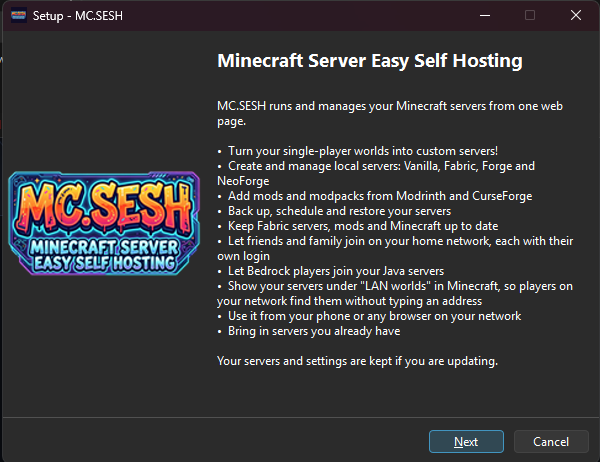 Setup - MC.SESH
Minecraft Server Easy Self Hosting
MC.SESH runs and manages your Minecraft servers from one web
page.
• Turn your single-player worlds into custom servers!
• Create and manage local servers: Vanilla, Fabric, Forge and
NeoForge
• Add mods and modpacks from Modrinth and CurseForge
• Back up, schedule and restore your servers
• Keep Fabric servers, mods and Minecraft up to date
• Let friends and family join on your home network, each with their
own login
• Let Bedrock players join your Java servers
• Show your servers under "LAN worlds" in Minecraft, so players on
your network find them without typing an address
• Use it from your phone or any browser on your network
• Bring in servers you already have
Your servers and settings are kept if you are updating.
MC.SESH
MINECRAFT SERVER
EASY SELF HOSTING
Next
Cancel